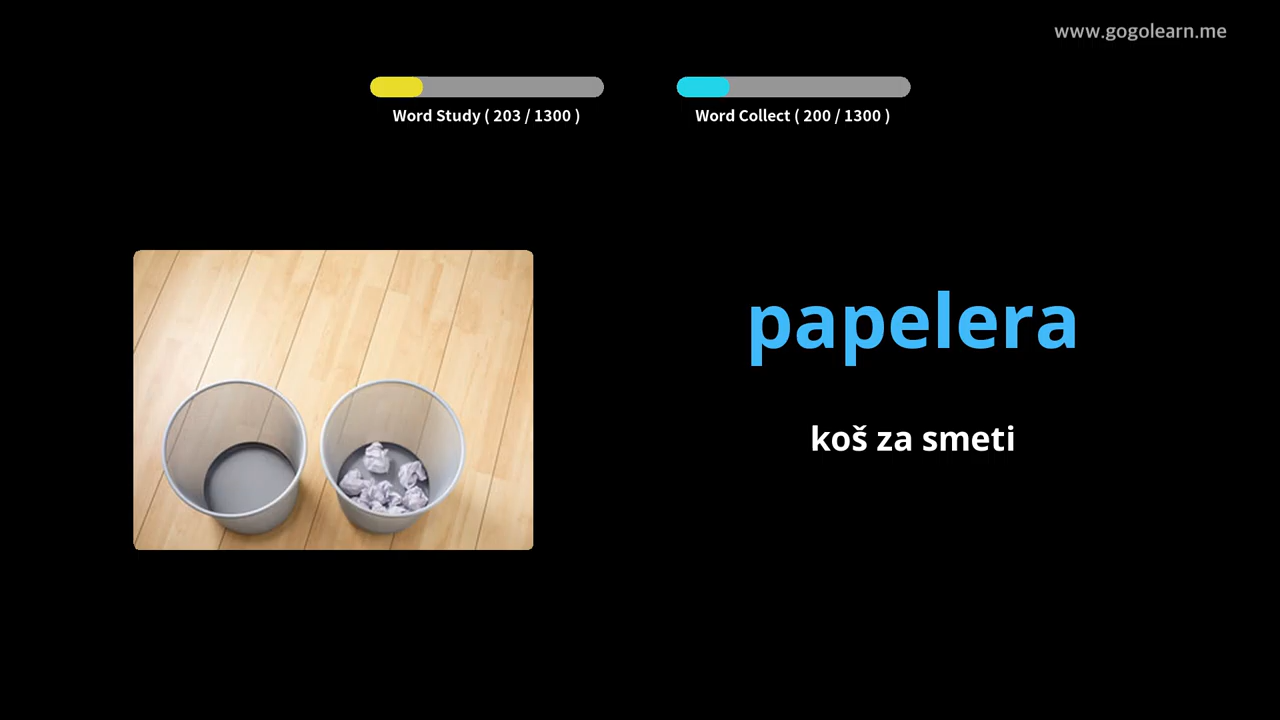 www.gogolearn.me
Word Study ( 203 / 1300 )
Word Collect ( 200 / 1300 )
papelera
koš za smeti